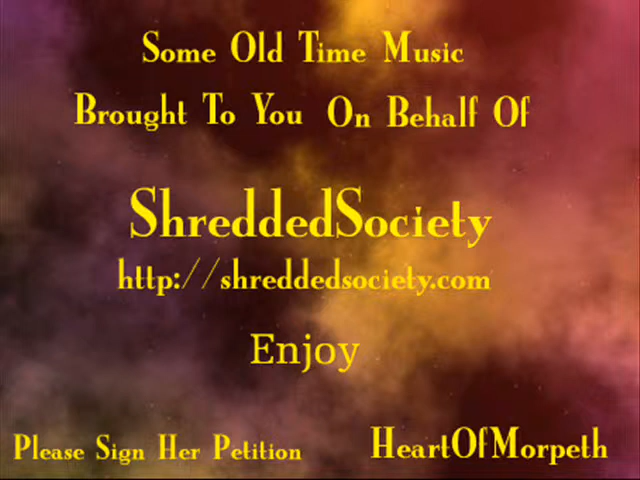 Some Old Time Music
Brought To You On Behalf Of
ShreddedSociety
http://shreddedsociety.com
Enjoy
Please Sign Her Petition
HeartOfMorpeth